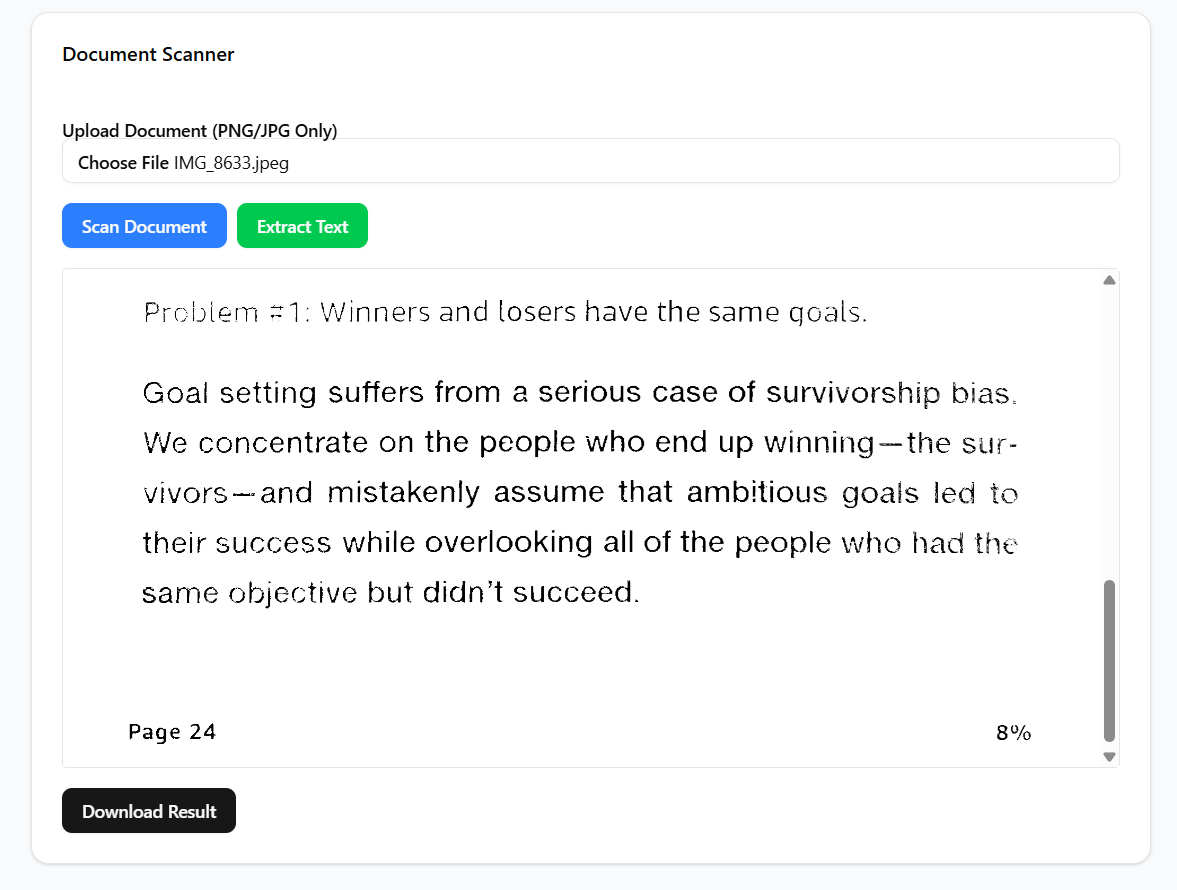 Document Scanner
Upload Document (PNG/JPG Only)
Choose File IMG_8633.jpeg
Scan Document Extract Text
Problem #1: Winners and losers have the same goals.
Goal setting suffers from a serious case of survivorship bias.
We concentrate on the people who end up winning—the sur-
vivors—and mistakenly assume that ambitious goals led to
their success while overlooking all of the people who had the
same objective but didn't succeed.
Page 24 8%
Download Result